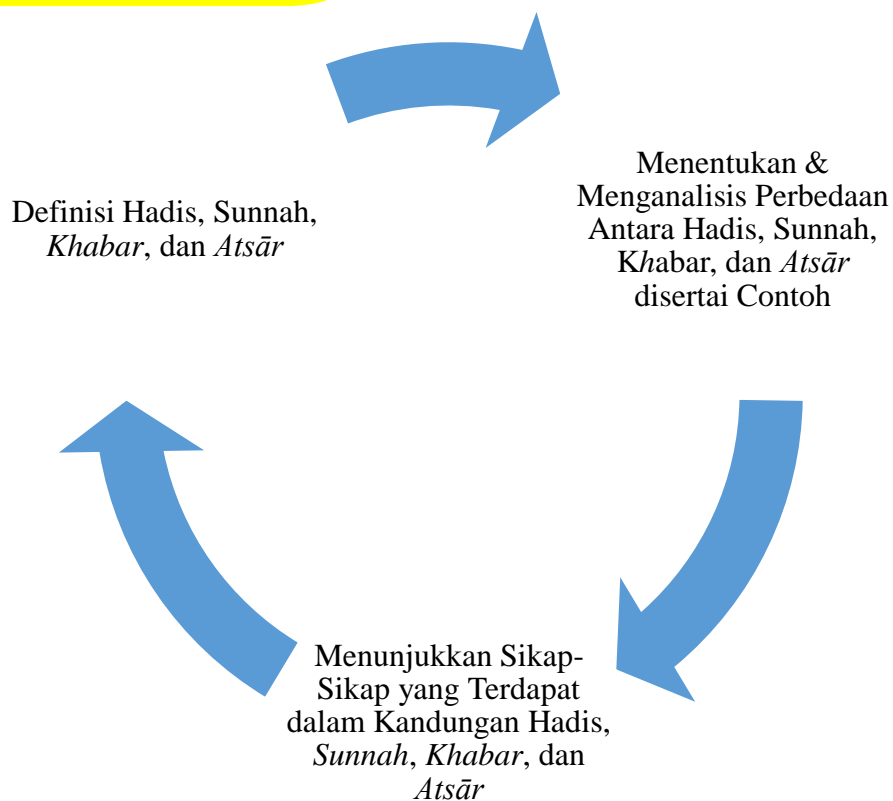 Definisi Hadis, Sunnah,
Khabar, dan Atsār
Menentukan &
Menganalisis Perbedaan
Antara Hadis, Sunnah,
Khabar, dan Atsār
disertai Contoh
Menunjukkan Sikap-
Sikap yang Terdapat
dalam Kandungan Hadis,
Sunnah, Khabar, dan
Atsār